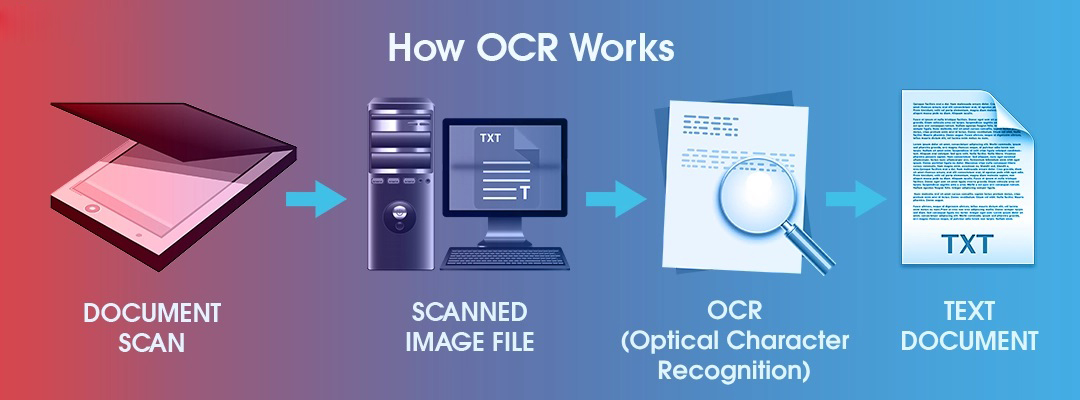 How OCR Works
TXT
T
TXT
DOCUMENT
SCAN
SCANNED
IMAGE FILE
OCR
(Optical Character
Recognition)
TEXT
DOCUMENT